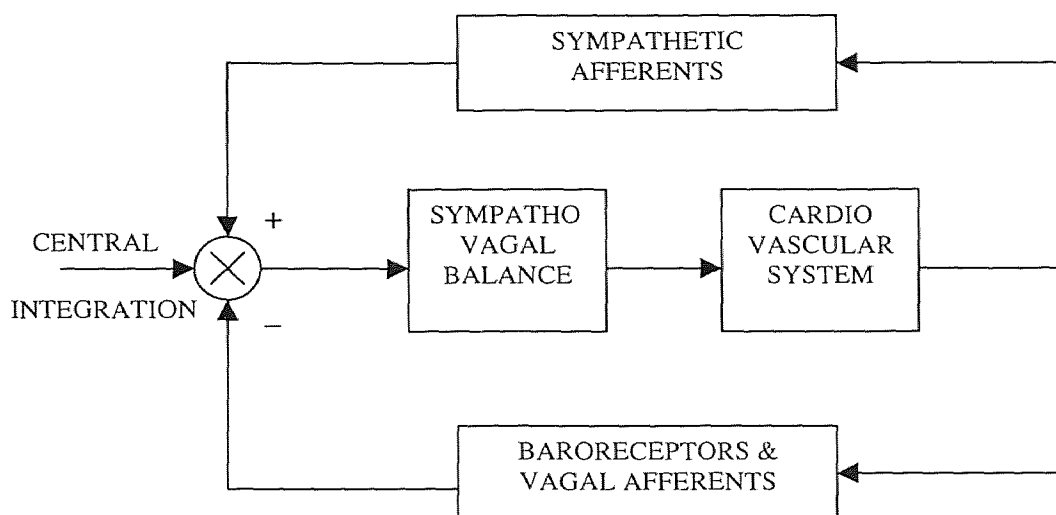 SYMPATHETIC
AFFERENTS
+
CENTRAL
INTEGRATION
SYMPATHO
VAGAL
BALANCE
CARDIO
VASCULAR
SYSTEM
−
BARORECEPTORS &
VAGAL AFFERENTS